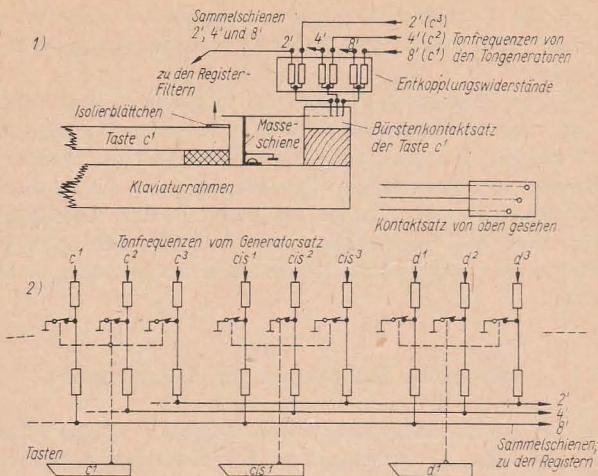 1)
Sammelschienen
2', 4' und 8'
2' 4' 8'
2' (c³)
4' (c²) Tonfrequenzen von
8' (c¹) den Tongeneratoren
zu den Register-
Filtern
Entkopplungswiderstände
Isolierblättchen
Taste c¹
Masse-
schiene
Bürstenkontaktsatz
der Taste c¹
Klaviaturrahmen
Kontaktsatz von oben gesehen
2)
Tonfrequenzen vom Generatorsatz
c¹ c² c³ cis¹ cis² cis³ d¹ d² d³
2'
4'
8'
Sammelschienen,
zu den Registern
Tasten
c¹ cis¹ d¹